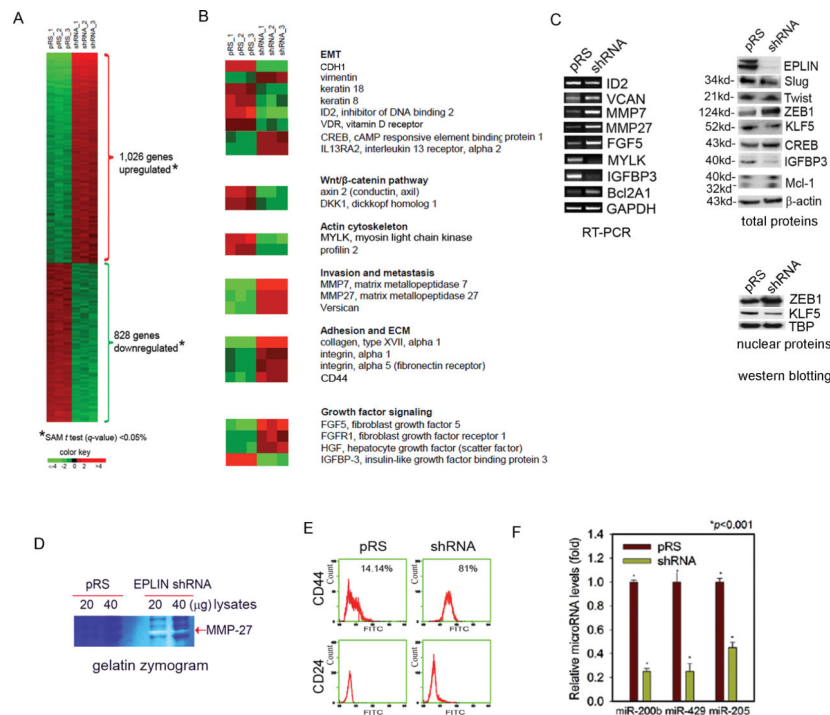 A
pRS_1
pRS_2
pRS_3
shRNA_1
shRNA_2
shRNA_3
1,026 genes
upregulated*
828 genes
downregulated*
*SAM t test (q-value) <0.05%
color key
<-4 -2 0 2 >4
B
pRS_1
pRS_2
pRS_3
shRNA_1
shRNA_2
shRNA_3
EMT
CDH1
vimentin
keratin 18
keratin 8
ID2, inhibitor of DNA binding 2
VDR, vitamin D receptor
CREB, cAMP responsive element binding protein 1
IL13RA2, interleukin 13 receptor, alpha 2
Wnt/β-catenin pathway
axin 2 (conductin, axil)
DKK1, dickkopf homolog 1
Actin cytoskeleton
MYLK, myosin light chain kinase
profilin 2
Invasion and metastasis
MMP7, matrix metallopeptidase 7
MMP27, matrix metallopeptidase 27
Versican
Adhesion and ECM
collagen, type XVII, alpha 1
integrin, alpha 1
integrin, alpha 5 (fibronectin receptor)
CD44
Growth factor signaling
FGF5, fibroblast growth factor 5
FGFR1, fibroblast growth factor receptor 1
HGF, hepatocyte growth factor (scatter factor)
IGFBP-3, insulin-like growth factor binding protein 3
C
pRS
shRNA
ID2
VCAN
MMP7
MMP27
FGF5
MYLK
IGFBP3
Bcl2A1
GAPDH
RT-PCR
pRS
shRNA
EPLIN
34kd- Slug
21kd- Twist
124kd- ZEB1
52kd- KLF5
43kd- CREB
40kd- IGFBP3
40kd- Mcl-1
32kd-
43kd- β-actin
total proteins
pRS
shRNA
ZEB1
KLF5
TBP
nuclear proteins
western blotting
D
pRS EPLIN shRNA
20 40 20 40 (μg) lysates
MMP-27
gelatin zymogram
E
pRS shRNA
CD44
Count
14.14%
FITC
Count
81%
FITC
CD24
Count
FITC
Count
FITC
F
*p<0.001
Relative microRNA levels (fold)
1.4
1.2
1.0
0.8
0.6
0.4
0.2
0
pRS
shRNA
* * * * * *
miR-200b miR-429 miR-205